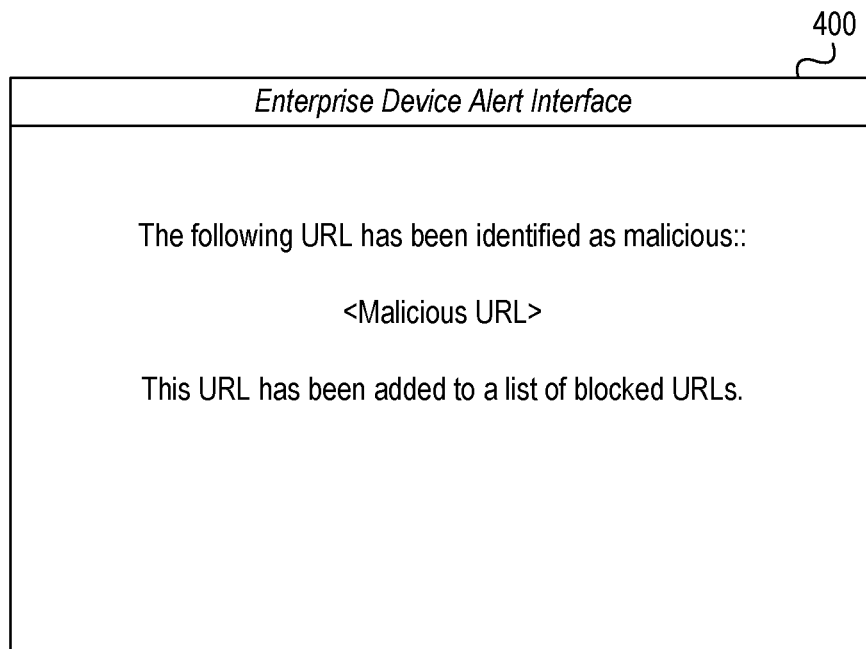 400
Enterprise Device Alert Interface
The following URL has been identified as malicious::
<Malicious URL>
This URL has been added to a list of blocked URLs.